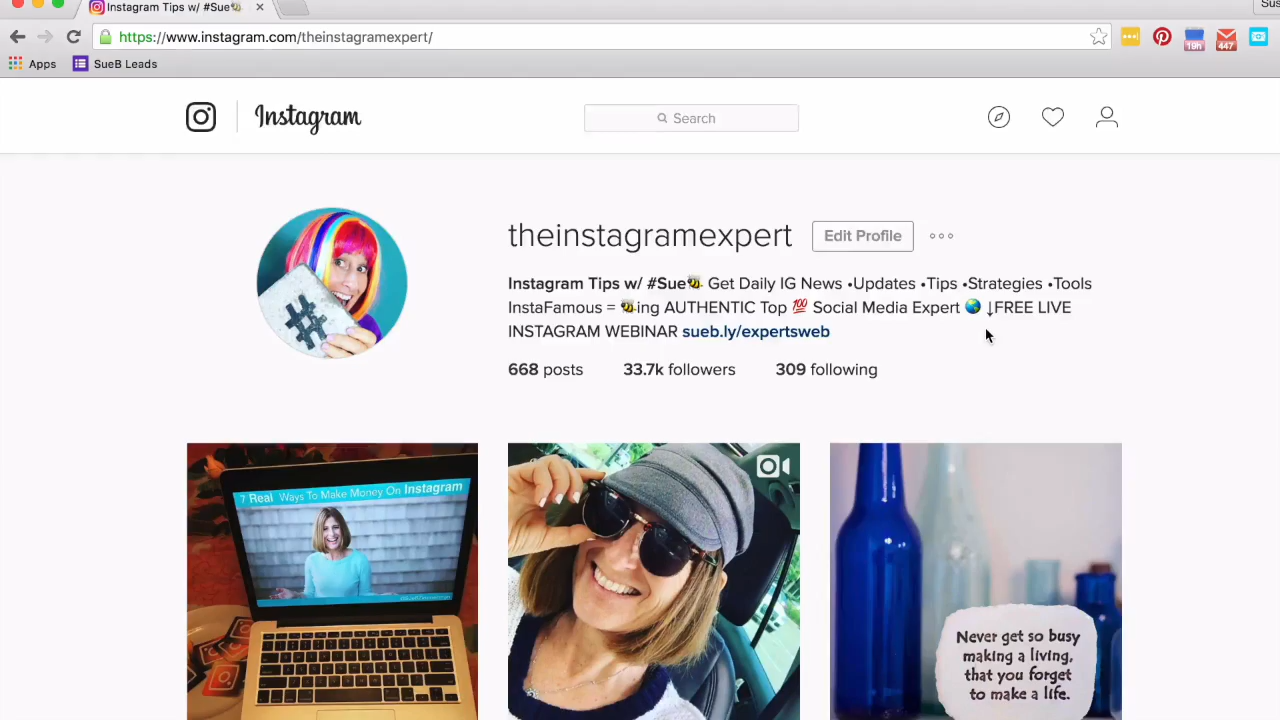 Sus
Instagram Tips w/ #Sue🐝
https://www.instagram.com/theinstagramexpert/
19h
447
Apps
SueB Leads
Instagram
Search
theinstagramexpert
Edit Profile
Instagram Tips w/ #Sue🐝 Get Daily IG News •Updates •Tips •Strategies •Tools
InstaFamous = 🐝ing AUTHENTIC Top 💯 Social Media Expert 🌏 ↓FREE LIVE
INSTAGRAM WEBINAR sueb.ly/expertsweb
668 posts
33.7k followers
309 following
7 Real Ways To Make Money On Instagram
#
Never get so busy
making a living,
that you forget
to make a life.